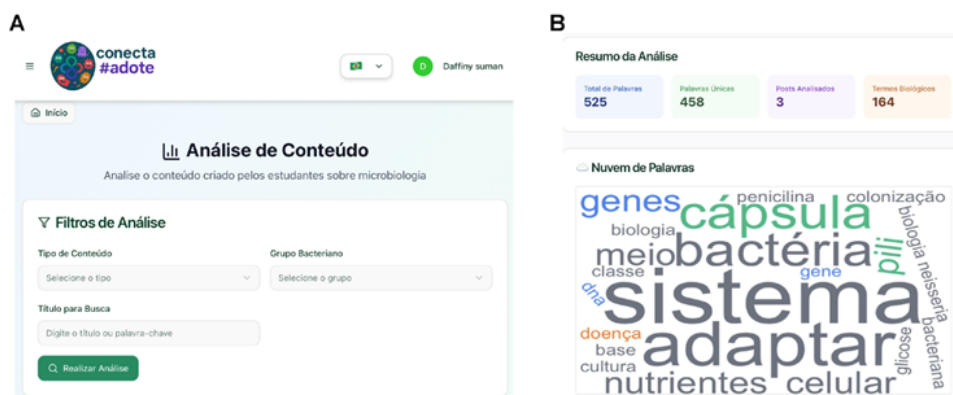 A
conecta
#adote
D
Daffiny suman
Início
Análise de Conteúdo
Analise o conteúdo criado pelos estudantes sobre microbiologia
Filtros de Análise
Tipo de Conteúdo
Grupo Bacteriano
Selecione o tipo
Selecione o grupo
Título para Busca
Digite o título ou palavra-chave
Realizar Análise
B
Resumo da Análise
Total de Palavras
Palavras Únicas
Posts Analisados
Termos Biológicos
525
458
3
164
Nuvem de Palavras
genes
penicilina
colonização
cápsula
biologia
biologia neisseria
meio
bactéria
pili
classe
gene
dna
sistema
doença
adaptar
base
glicose
bacteriana
cultura
nutrientes
celular